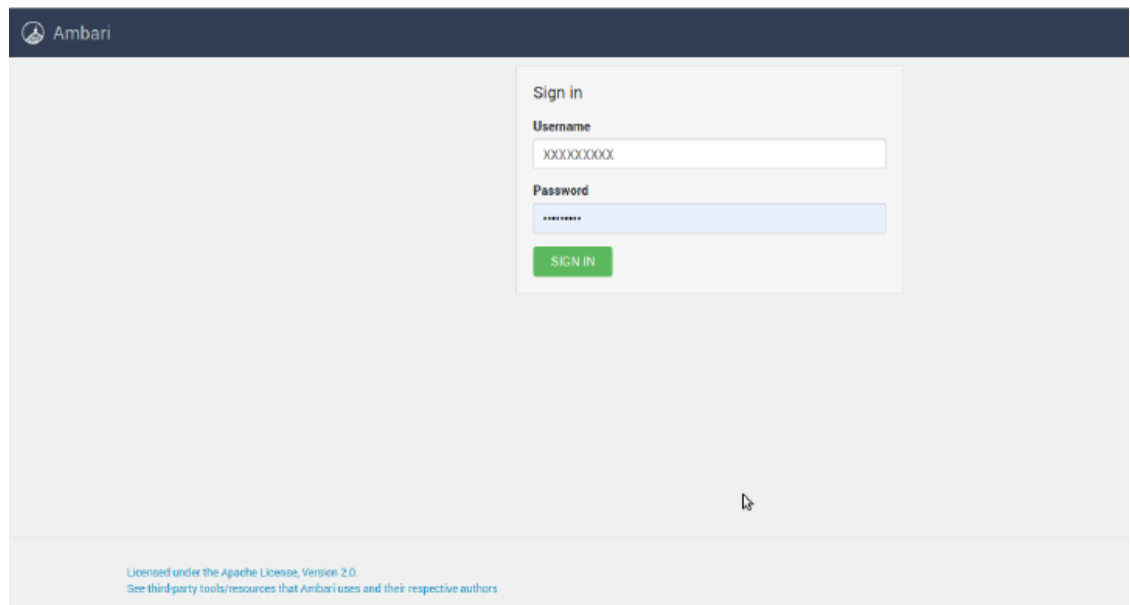 Ambari
Sign in
Username
XXXXXXXXX
Password
•••••••••
SIGN IN
Licensed under the Apache License, Version 2.0.
See third-party tools/resources that Ambari uses and their respective authors